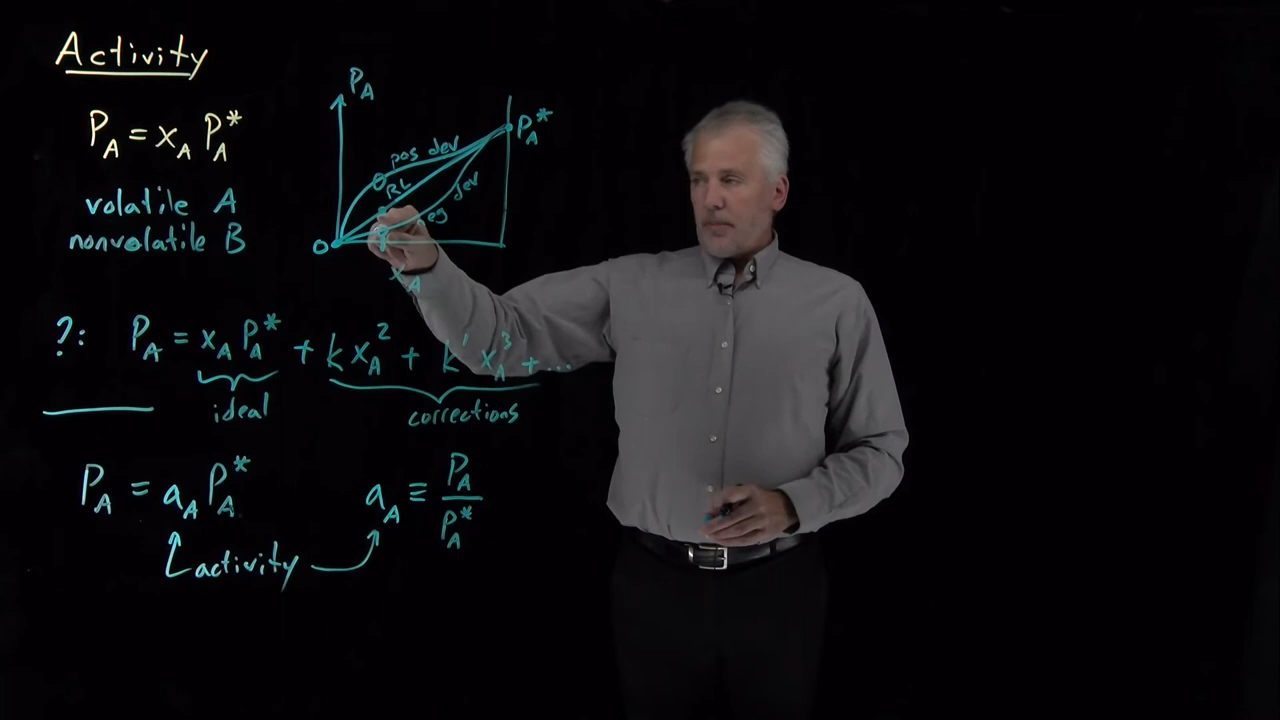 Activity
P_A = x_A P_A^*
volatile A
nonvolatile B
P_A
P_A^*
pos dev
RL
eg dev
0
x_A
?: P_A = x_A P_A^* + k x_A^2 + k' x_A^3 + ...
ideal
corrections
P_A = a_A P_A^*
a_A ≡ P_A / P_A^*
activity